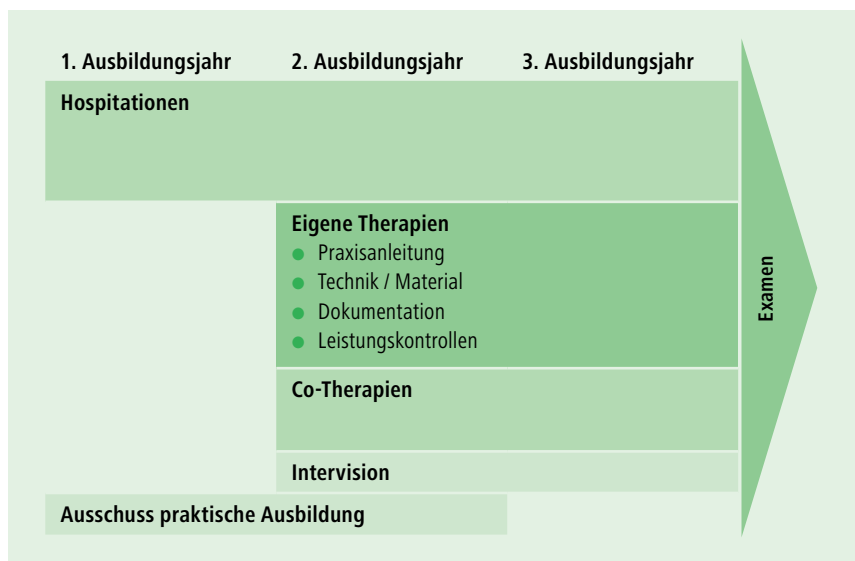 1. Ausbildungsjahr 2. Ausbildungsjahr 3. Ausbildungsjahr
Hospitationen
Eigene Therapien
● Praxisanleitung
● Technik / Material
● Dokumentation
● Leistungskontrollen
Co-Therapien
Intervision
Ausschuss praktische Ausbildung
Examen